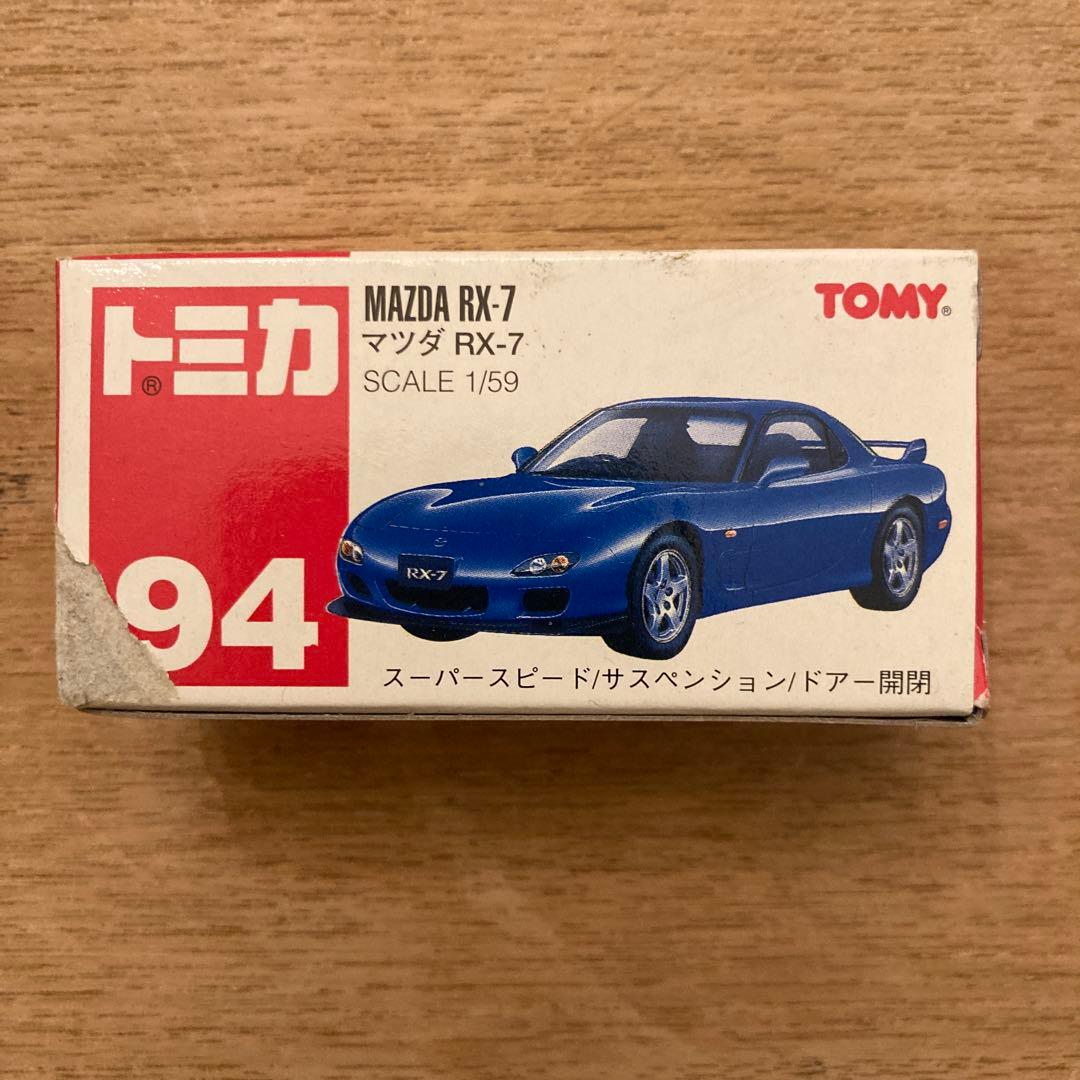 トミカ®
94
MAZDA RX-7
マツダ RX-7
SCALE 1/59
TOMY®
RX-7
スーパースピード/サスペンション/ドアー開閉